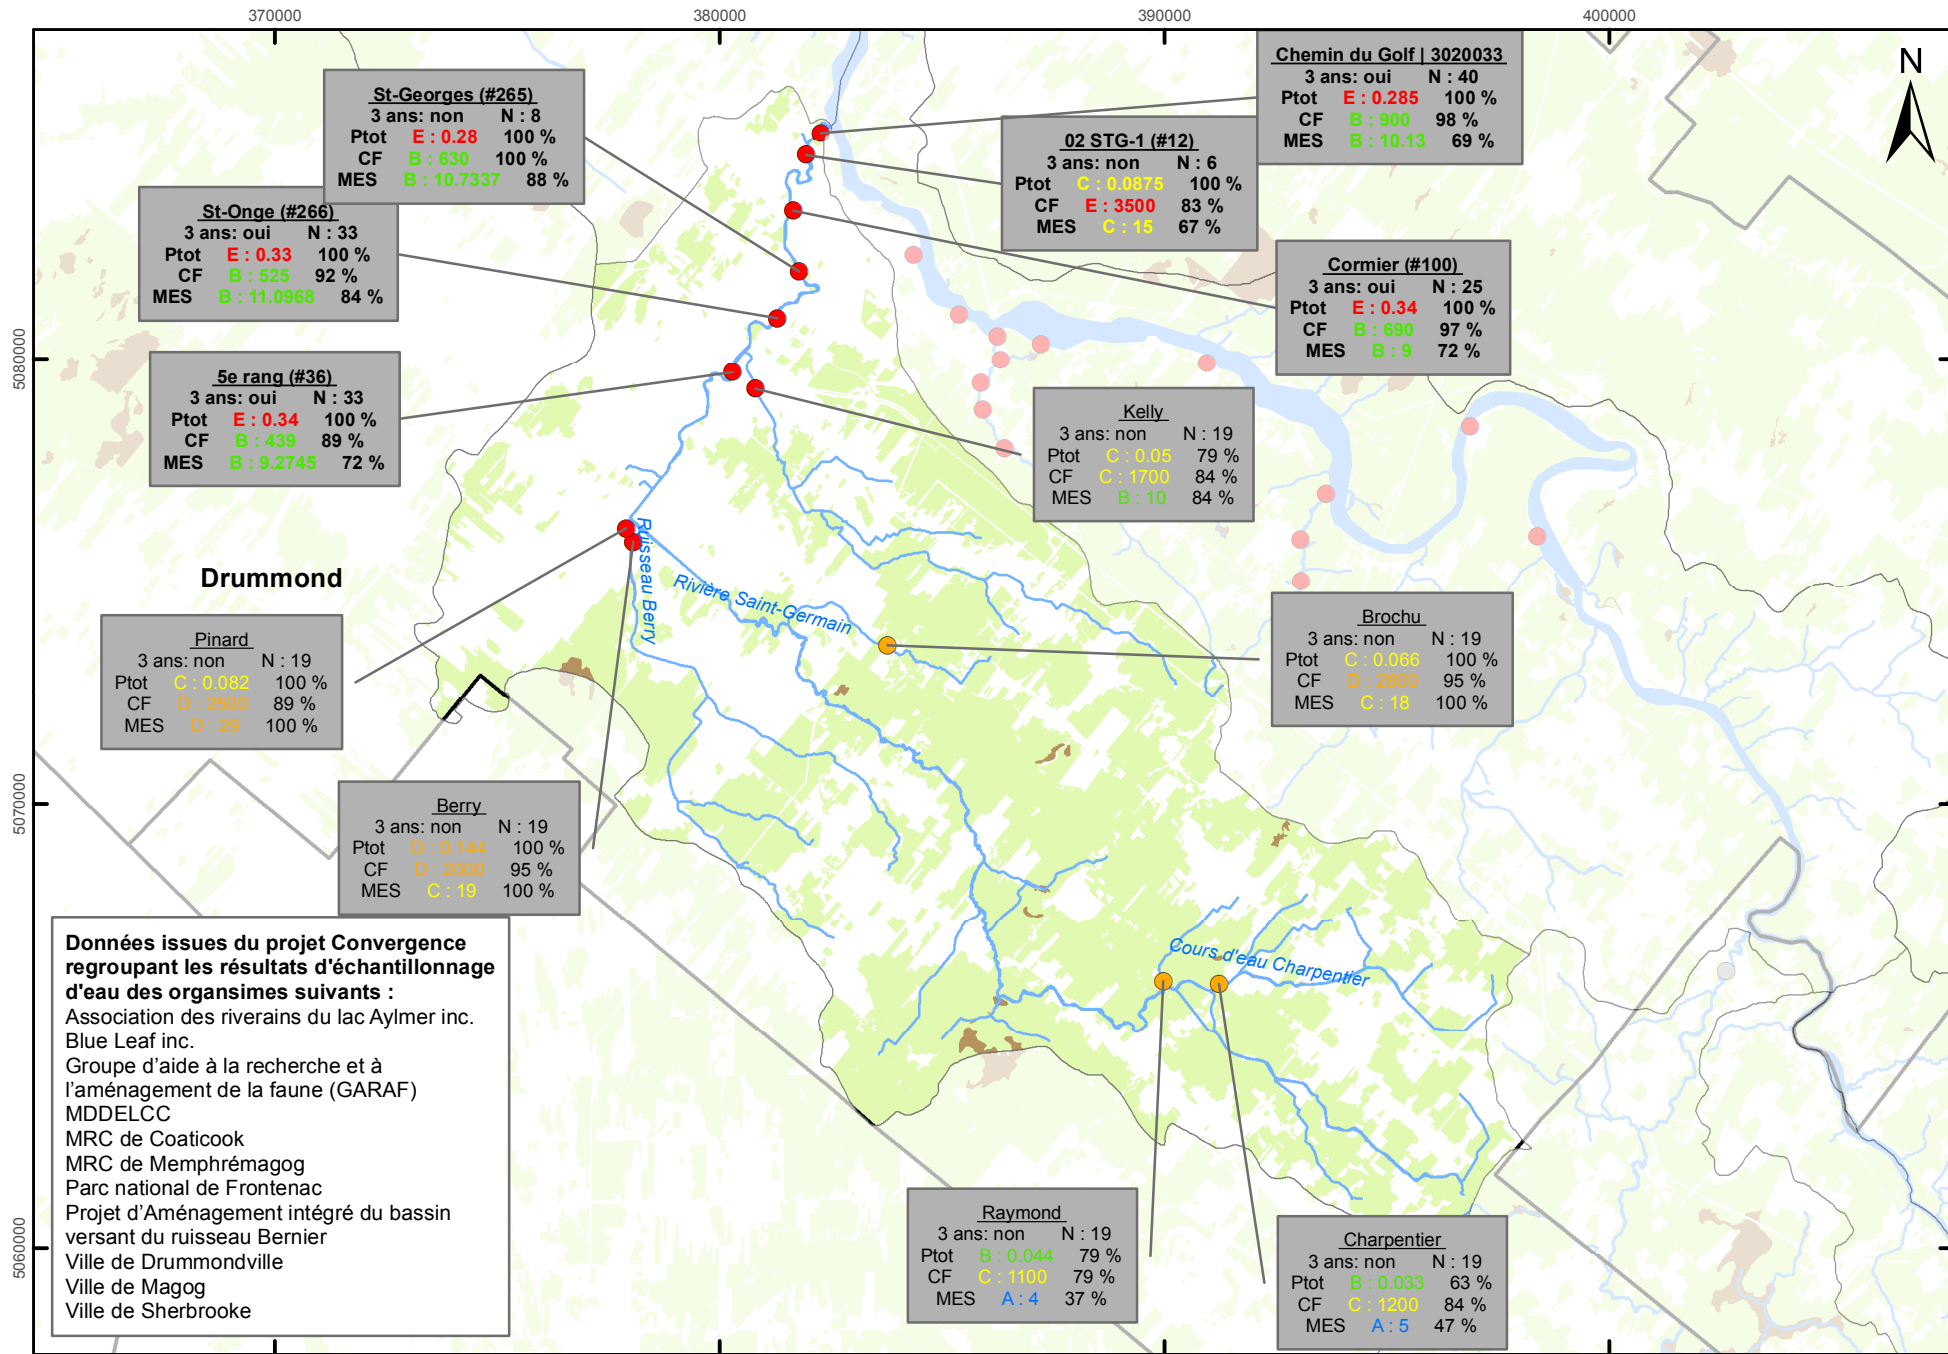 370000
380000
390000
400000
5080000
5070000
5060000
N
St-Georges (#265)
3 ans: non N : 8
Ptot E : 0.28 100 %
CF B : 630 100 %
MES B : 10.7337 88 %
Chemin du Golf | 3020033
3 ans: oui N : 40
Ptot E : 0.285 100 %
CF B : 900 98 %
MES B : 10.13 69 %
02 STG-1 (#12)
3 ans: non N : 6
Ptot C : 0.0875 100 %
CF E : 3500 83 %
MES C : 15 67 %
St-Onge (#266)
3 ans: oui N : 33
Ptot E : 0.33 100 %
CF B : 525 92 %
MES B : 11.0968 84 %
Cormier (#100)
3 ans: oui N : 25
Ptot E : 0.34 100 %
CF B : 690 97 %
MES B : 9 72 %
5e rang (#36)
3 ans: oui N : 33
Ptot E : 0.34 100 %
CF B : 439 89 %
MES B : 9.2745 72 %
Kelly
3 ans: non N : 19
Ptot C : 0.05 79 %
CF C : 1700 84 %
MES B : 10 84 %
Drummond
Ruisseau Berry
Rivière Saint-Germain
Pinard
3 ans: non N : 19
Ptot C : 0.082 100 %
CF D : 2500 89 %
MES D : 29 100 %
Brochu
3 ans: non N : 19
Ptot C : 0.066 100 %
CF D : 2800 95 %
MES C : 18 100 %
Berry
3 ans: non N : 19
Ptot D : 0.144 100 %
CF D : 2000 95 %
MES C : 19 100 %
Cours d'eau Charpentier
Données issues du projet Convergence
regroupant les résultats d'échantillonnage
d'eau des organsimes suivants :
Association des riverains du lac Aylmer inc.
Blue Leaf inc.
Groupe d'aide à la recherche et à
l'aménagement de la faune (GARAF)
MDDELCC
MRC de Coaticook
MRC de Memphrémagog
Parc national de Frontenac
Projet d'Aménagement intégré du bassin
versant du ruisseau Bernier
Ville de Drummondville
Ville de Magog
Ville de Sherbrooke
Raymond
3 ans: non N : 19
Ptot B : 0.044 79 %
CF C : 1100 79 %
MES A : 4 37 %
Charpentier
3 ans: non N : 19
Ptot B : 0.033 63 %
CF C : 1200 84 %
MES A : 5 47 %